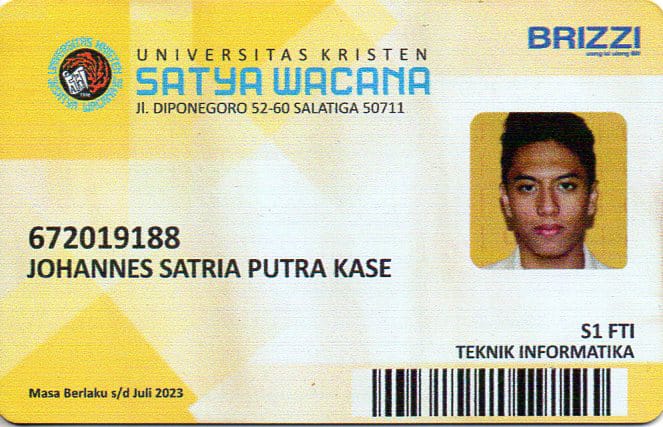 UNIVERSITAS KRISTEN
SATYA WACANA
Jl. DIPONEGORO 52-60 SALATIGA 50711
BRIZZI
672019188
JOHANNES SATRIA PUTRA KASE
S1 FTI
TEKNIK INFORMATIKA
Masa Berlaku s/d Juli 2023